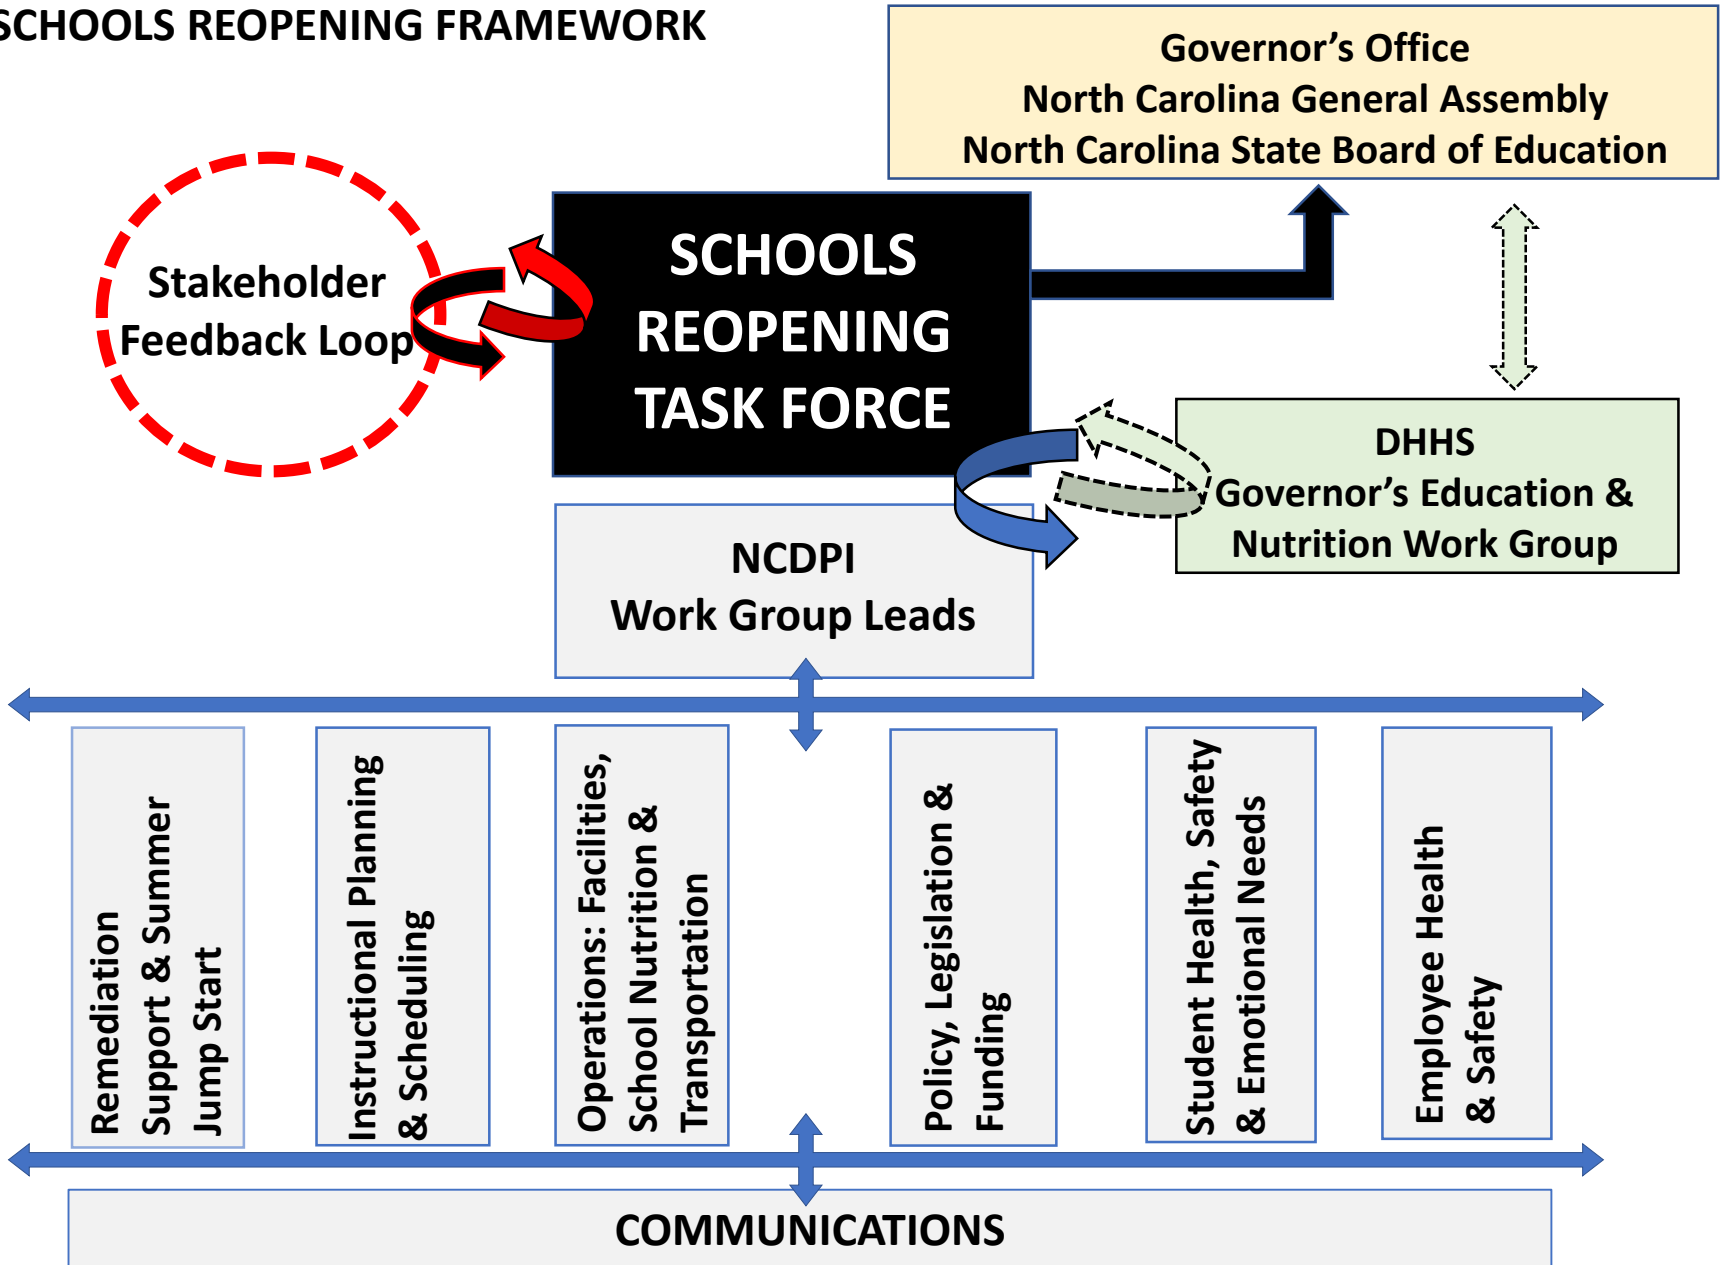 SCHOOLS REOPENING FRAMEWORK
Governor’s Office
North Carolina General Assembly
North Carolina State Board of Education
Stakeholder
Feedback Loop
SCHOOLS
REOPENING
TASK FORCE
DHHS
Governor’s Education &
Nutrition Work Group
NCDPI
Work Group Leads
Remediation
Support & Summer
Jump Start
Instructional Planning
& Scheduling
Operations: Facilities,
School Nutrition &
Transportation
Policy, Legislation &
Funding
Student Health, Safety
& Emotional Needs
Employee Health
& Safety
COMMUNICATIONS